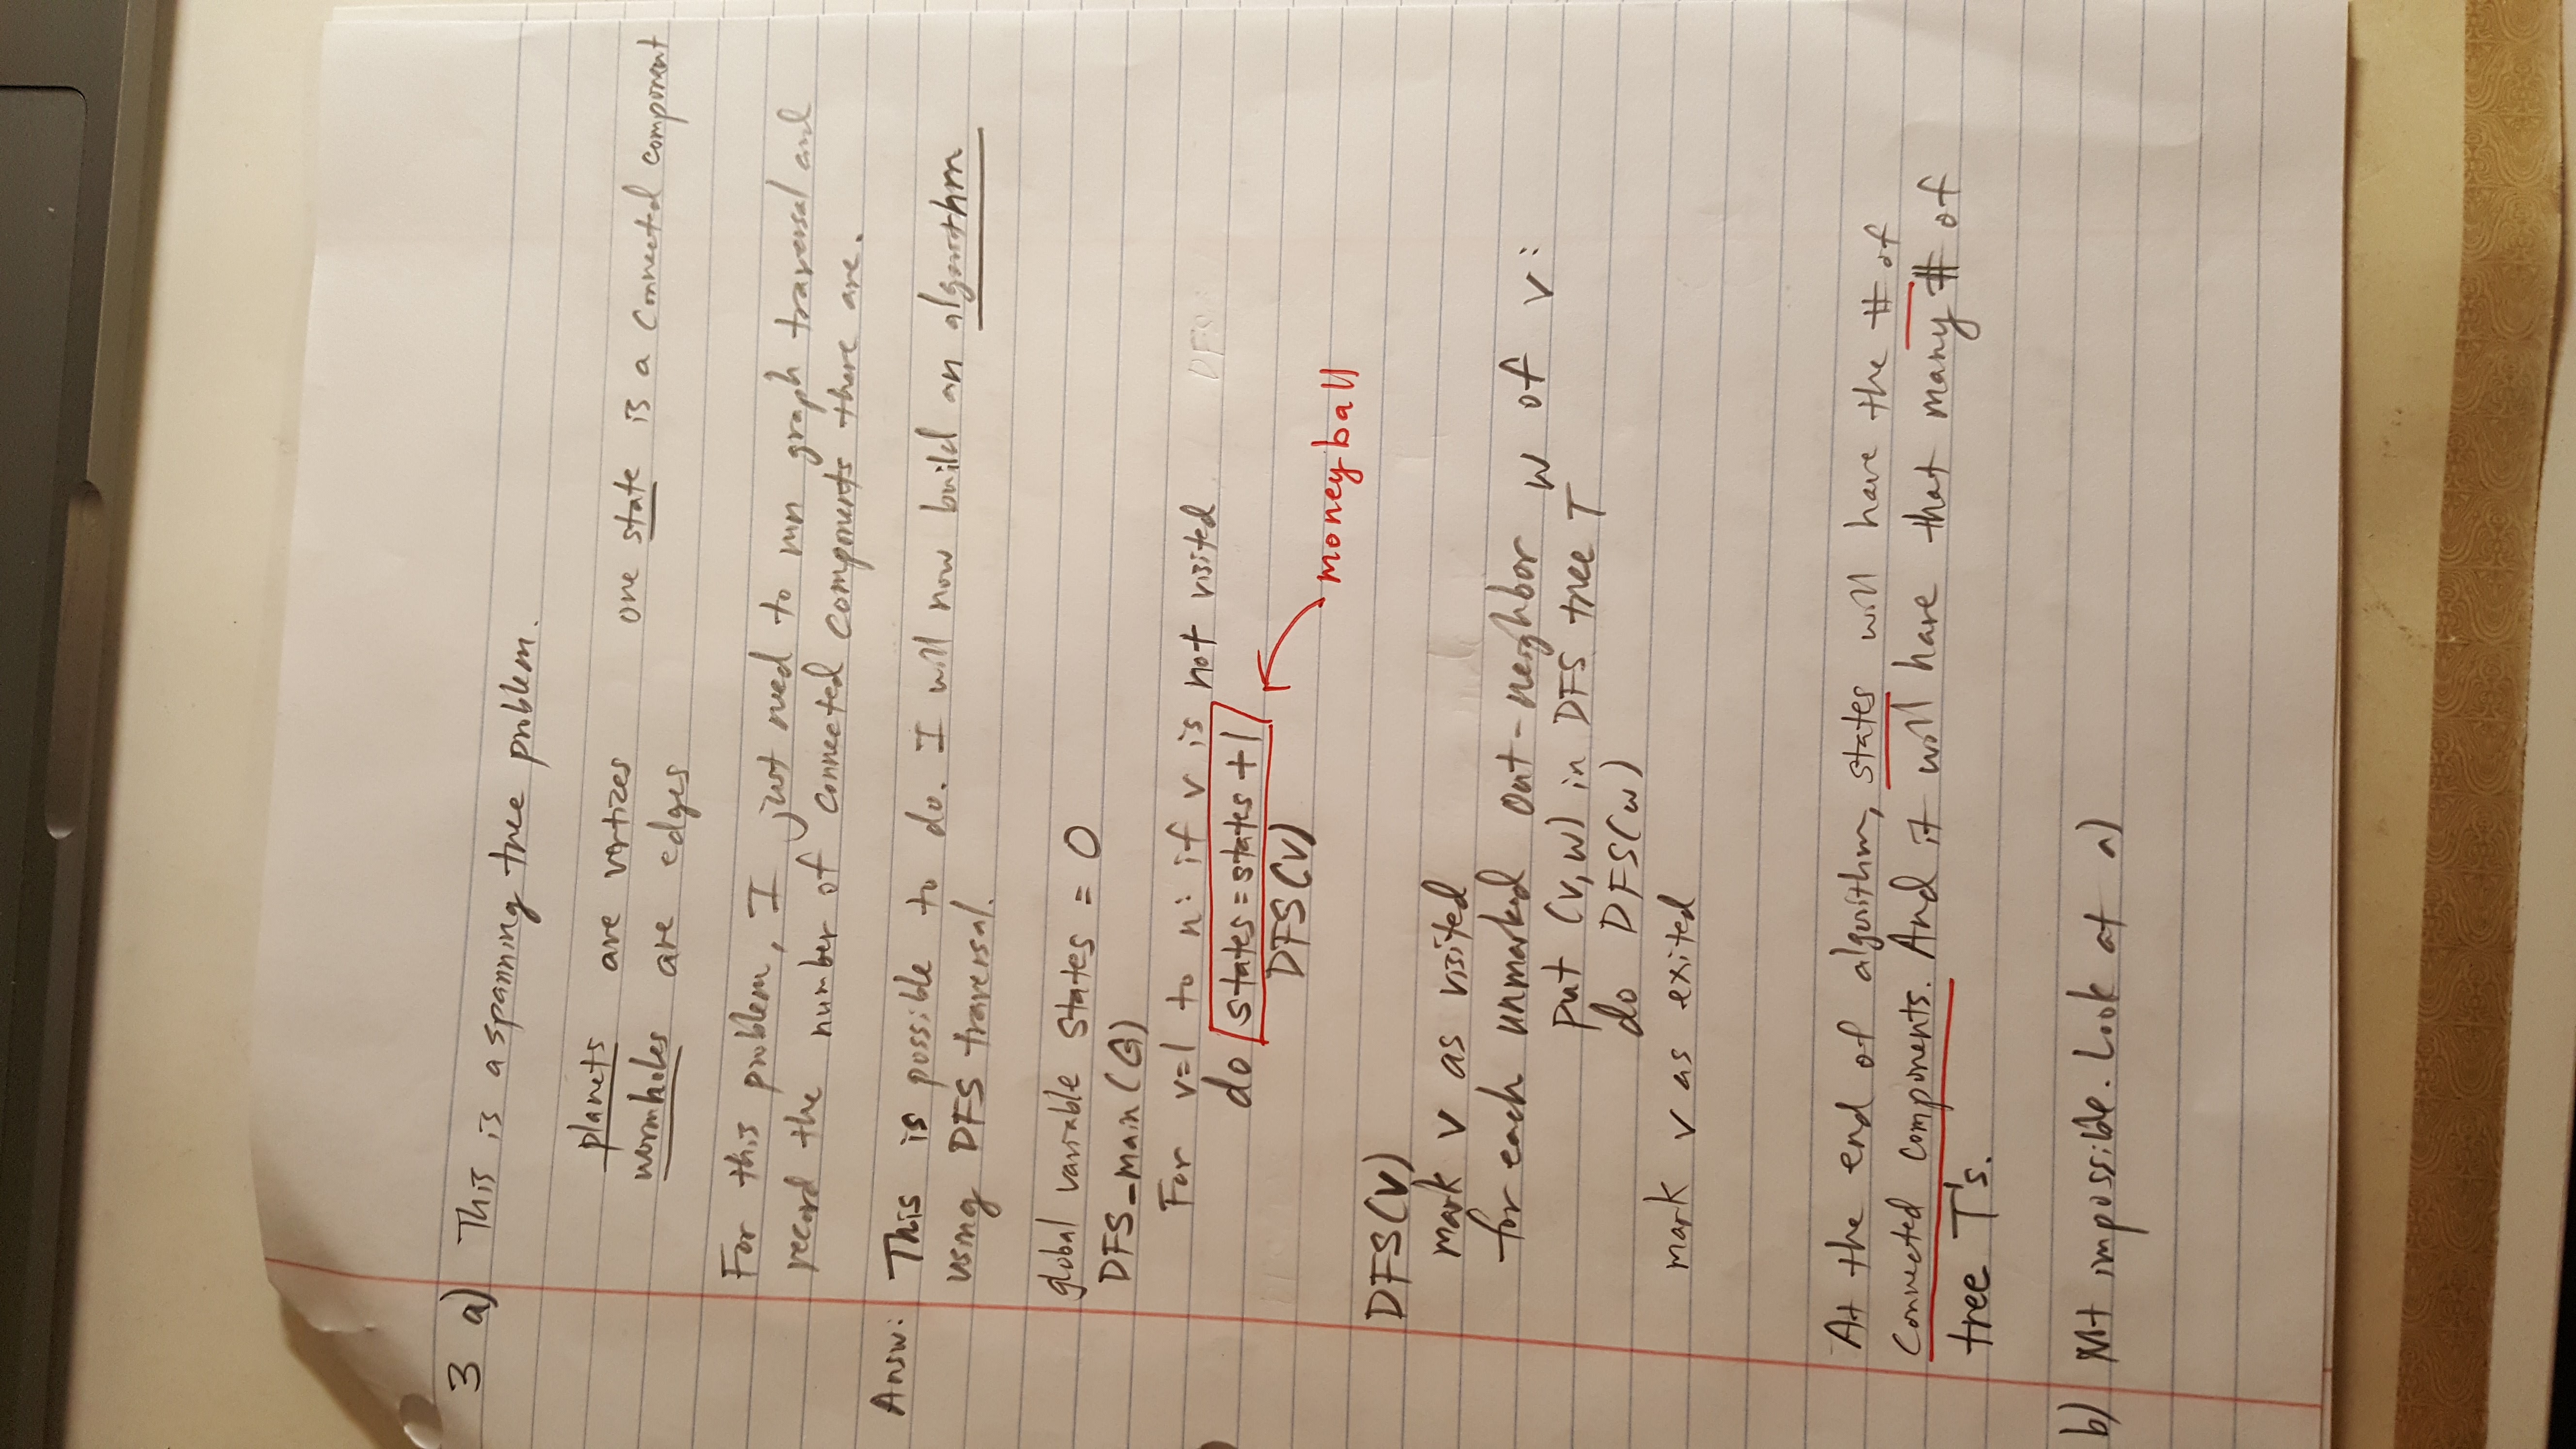 3 a) This is a spanning tree problem.
planets are vertizes
wormholes are edges
one state is a connected component
For this problem, I just need to run graph traversal and
record the number of connected components there are.
Answ: This is possible to do. I will now build an algorithm
using DFS traversal.
global variable states = 0
DFS_main(G)
For v=1 to n: if v is not visited
do states = states + 1
DFS(v)
moneyball
DFS(v)
mark v as visited
for each unmarked out-neighbor w of v:
put (v,w) in DFS tree T
do DFS(w)
mark v as exited
At the end of algorithm, states will have the # of
connected components. And it will have that many # of
tree T's.
b) impossible. Look at a)